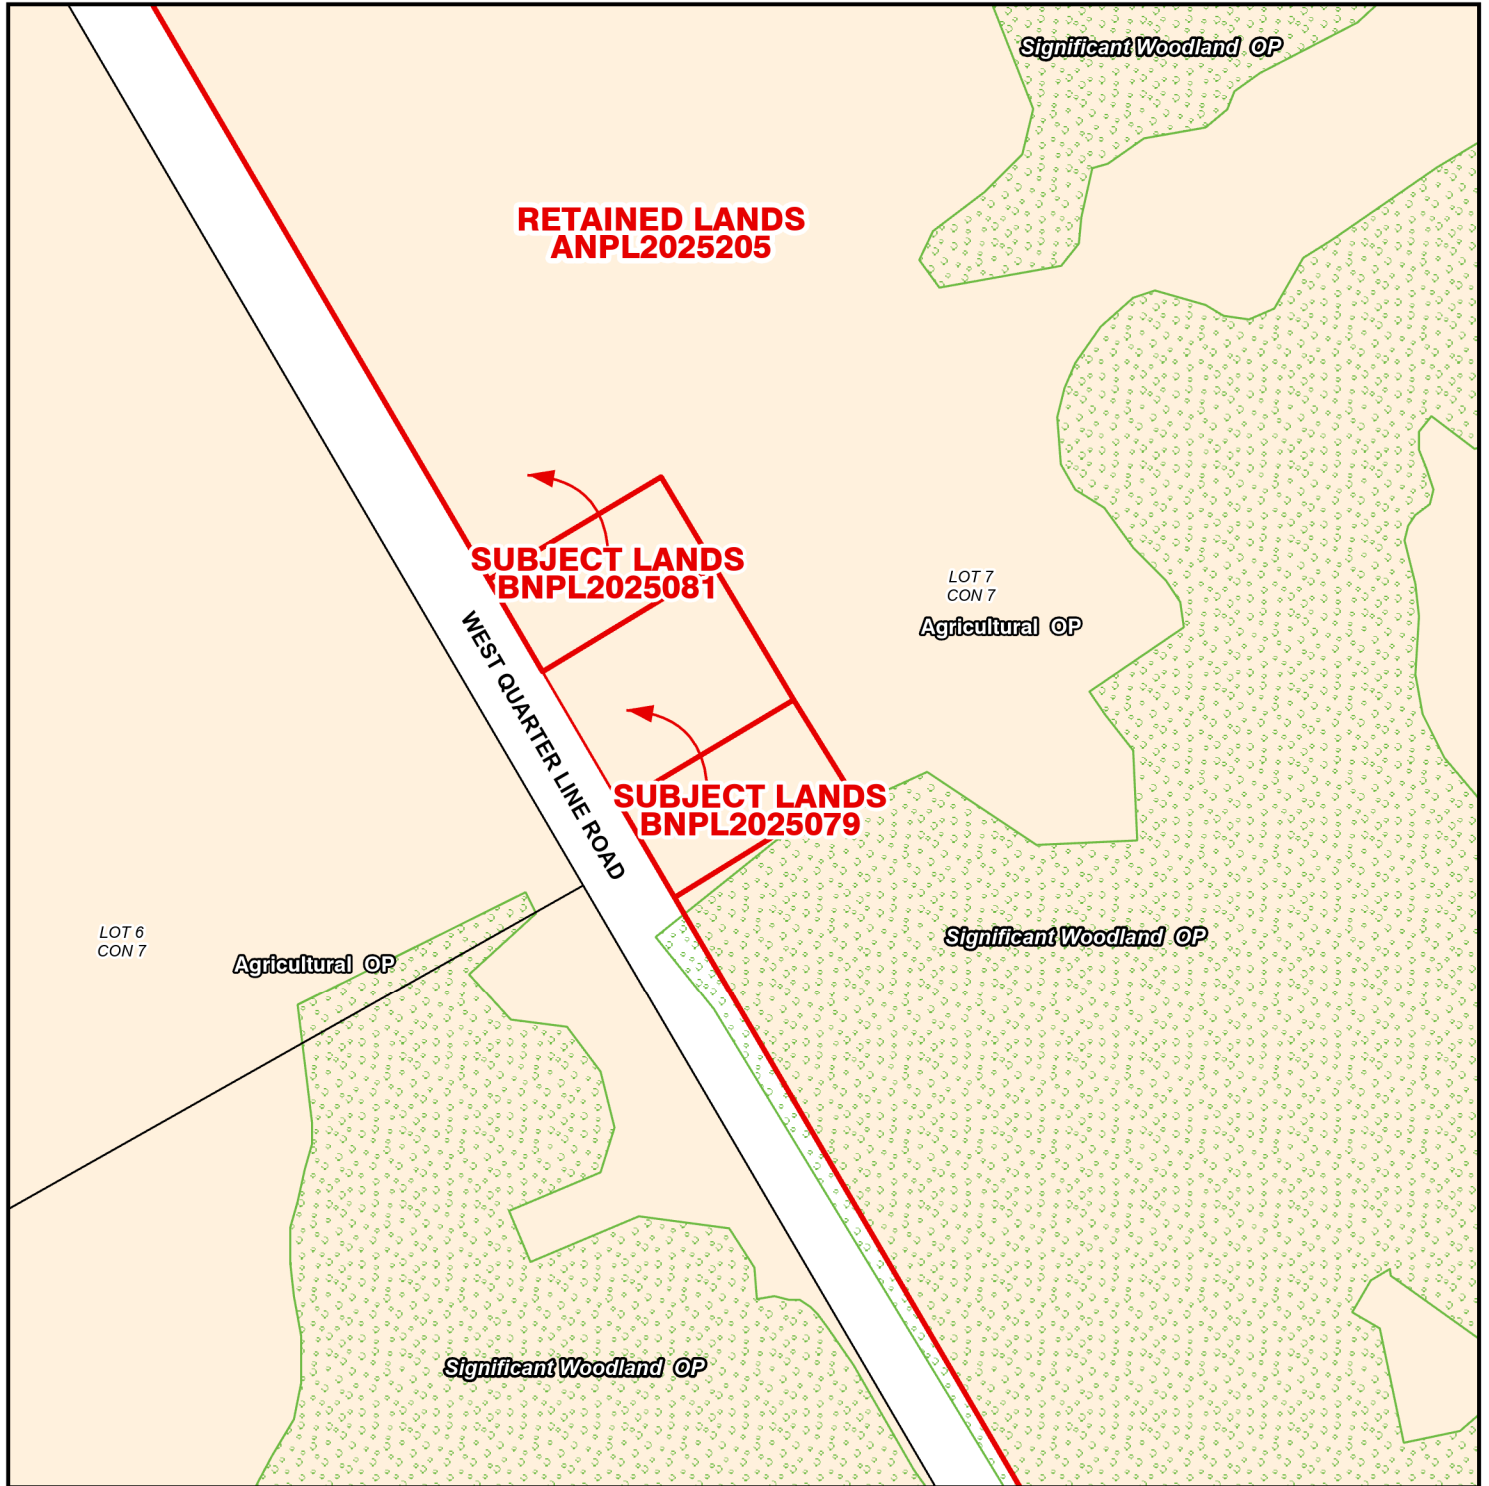 Significant Woodland OP
RETAINED LANDS
ANPL2025205
SUBJECT LANDS
BNPL2025081
LOT 7
CON 7
Agricultural OP
WEST QUARTER LINE ROAD
SUBJECT LANDS
BNPL2025079
LOT 6
CON 7
Agricultural OP
Significant Woodland OP
Significant Woodland OP